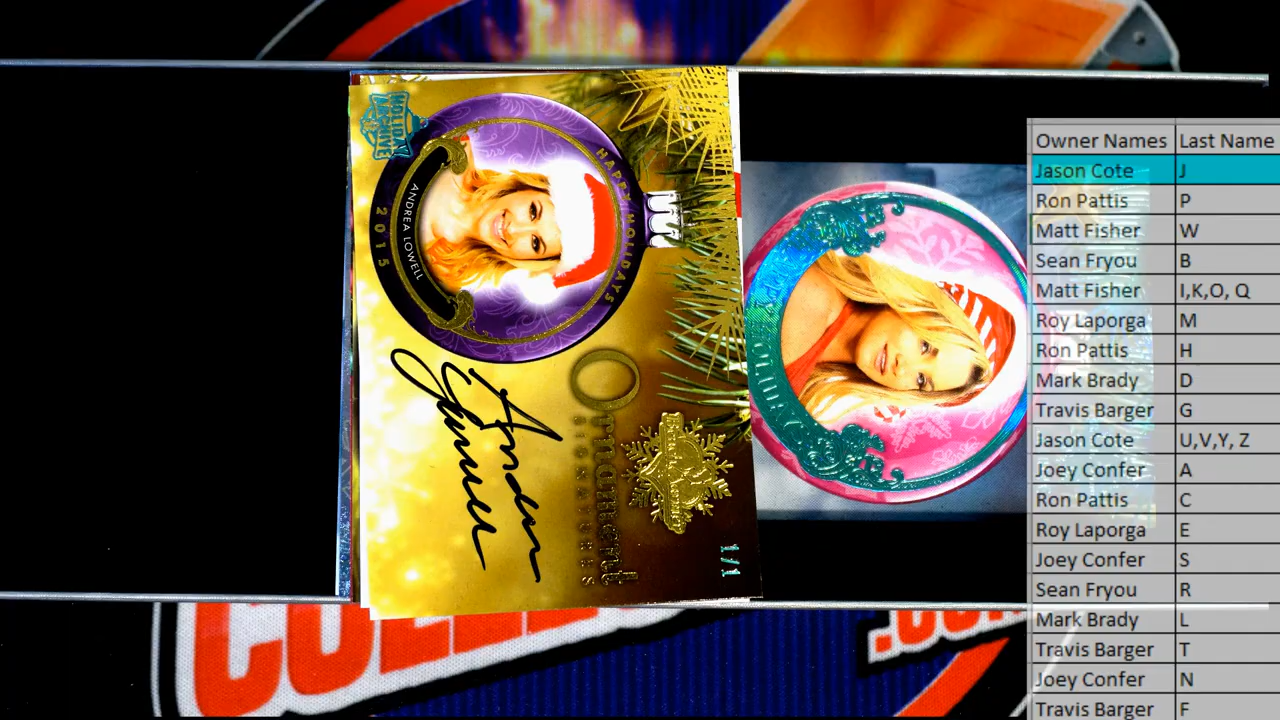 HOLIDAY
MACHINE
HAPPY HOLIDAYS
ANDREA LOWELL
2015
Ornament
SIGNATURES
1/1
Owner Names Last Name
Jason Cote J
Ron Pattis P
Matt Fisher W
Sean Fryou B
Matt Fisher I,K,O, Q
Roy Laporga M
Ron Pattis H
Mark Brady D
Travis Barger G
Jason Cote U,V,Y, Z
Joey Confer A
Ron Pattis C
Roy Laporga E
Joey Confer S
Sean Fryou R
Mark Brady L
Travis Barger T
Joey Confer N
Travis Barger F